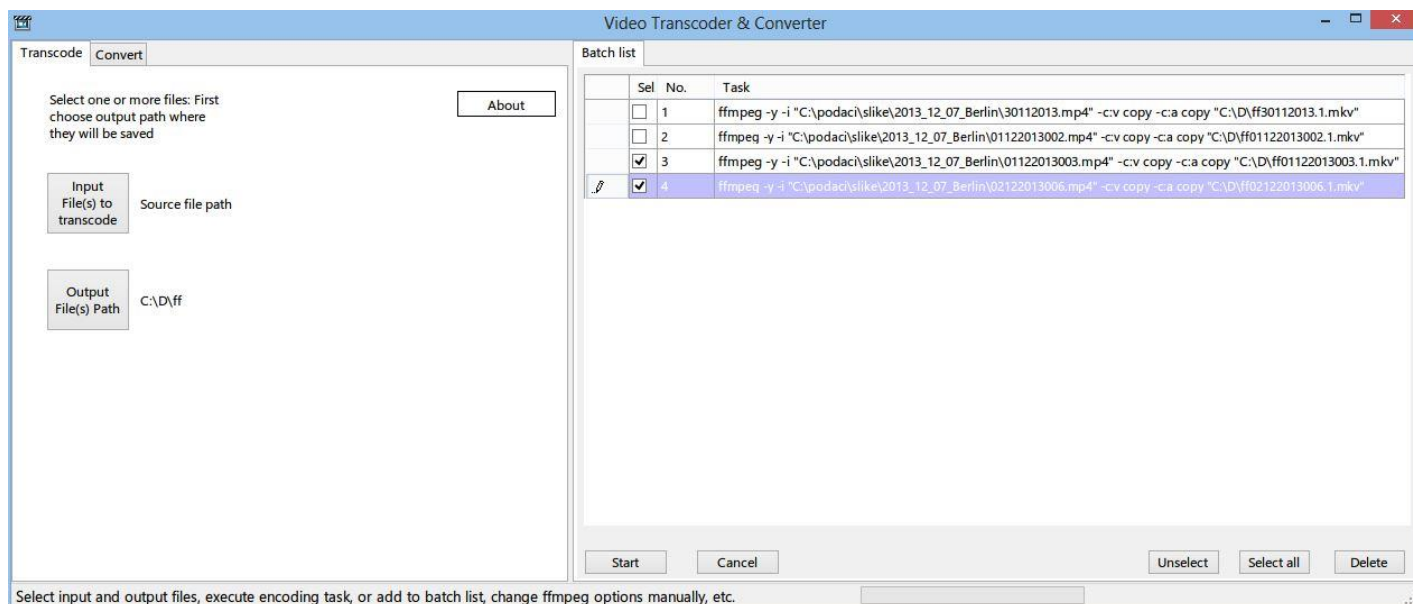 Video Transcoder & Converter
Transcode Convert
Select one or more files: First
choose output path where
they will be saved
About
Input
File(s) to
transcode
Source file path
Output
File(s) Path
C:\D\ff
Batch list
Sel No. Task
1 ffmpeg -y -i "C:\podaci\slike\2013_12_07_Berlin\30112013.mp4" -c:v copy -c:a copy "C:\D\ff30112013.1.mkv"
2 ffmpeg -y -i "C:\podaci\slike\2013_12_07_Berlin\01122013002.mp4" -c:v copy -c:a copy "C:\D\ff01122013002.1.mkv"
3 ffmpeg -y -i "C:\podaci\slike\2013_12_07_Berlin\01122013003.mp4" -c:v copy -c:a copy "C:\D\ff01122013003.1.mkv"
4 ffmpeg -y -i "C:\podaci\slike\2013_12_07_Berlin\02122013006.mp4" -c:v copy -c:a copy "C:\D\ff02122013006.1.mkv"
Start Cancel Unselect Select all Delete
Select input and output files, execute encoding task, or add to batch list, change ffmpeg options manually, etc.